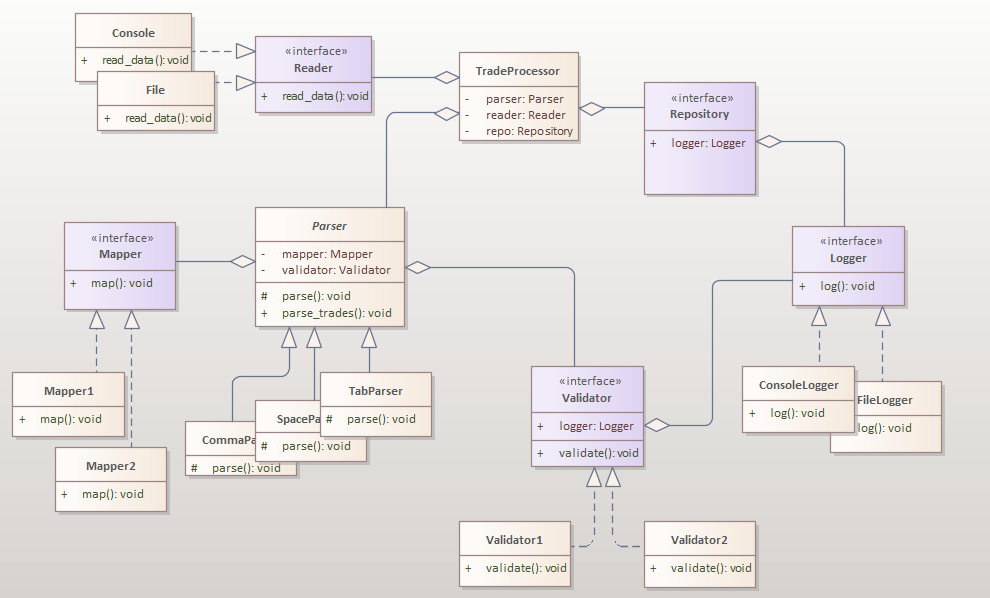 Console
+ read_data(): void
File
+ read_data(): void
«interface»
Reader
+ read_data(): void
TradeProcessor
- parser: Parser
- reader: Reader
- repo: Repository
«interface»
Repository
+ logger: Logger
«interface»
Mapper
+ map(): void
Parser
- mapper: Mapper
- validator: Validator
# parse(): void
+ parse_trades(): void
«interface»
Logger
+ log(): void
Mapper1
+ map(): void
Mapper2
+ map(): void
CommaPa
# parse(): void
SpacePa
# parse(): void
TabParser
# parse(): void
«interface»
Validator
+ logger: Logger
+ validate(): void
ConsoleLogger
+ log(): void
FileLogger
log(): void
Validator1
+ validate(): void
Validator2
+ validate(): void